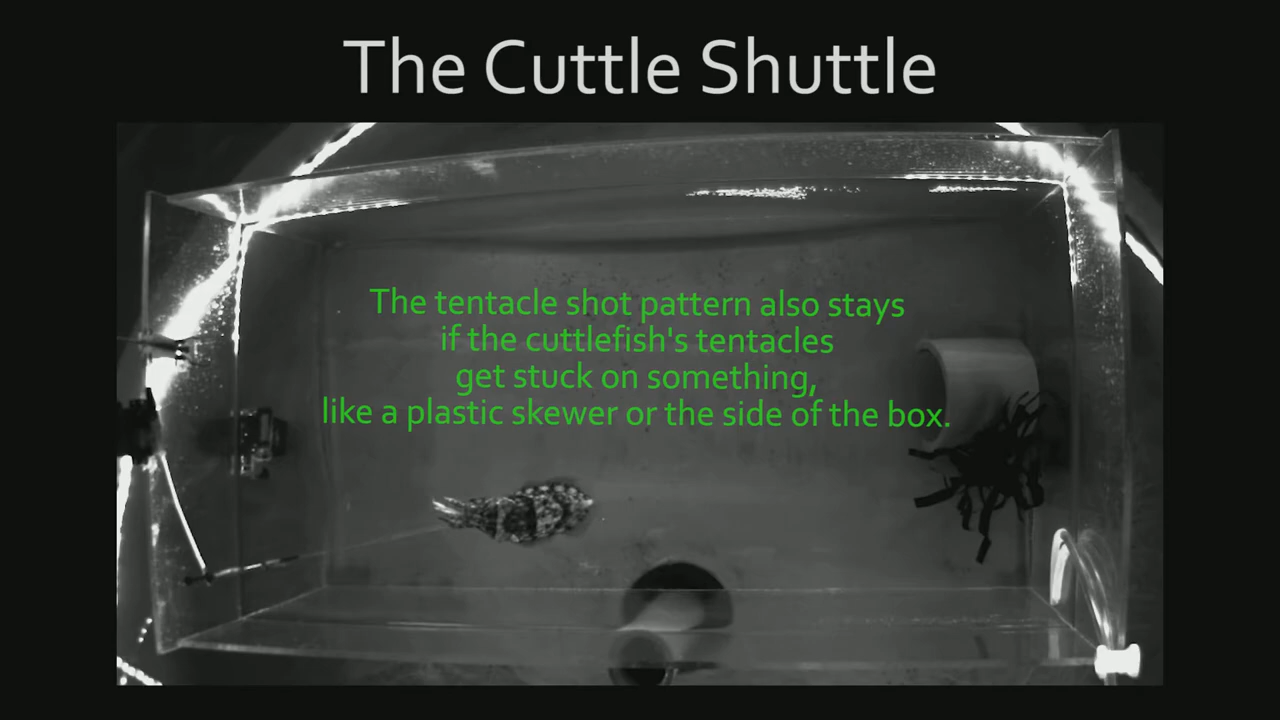 The Cuttle Shuttle
The tentacle shot pattern also stays
if the cuttlefish's tentacles
get stuck on something,
like a plastic skewer or the side of the box.